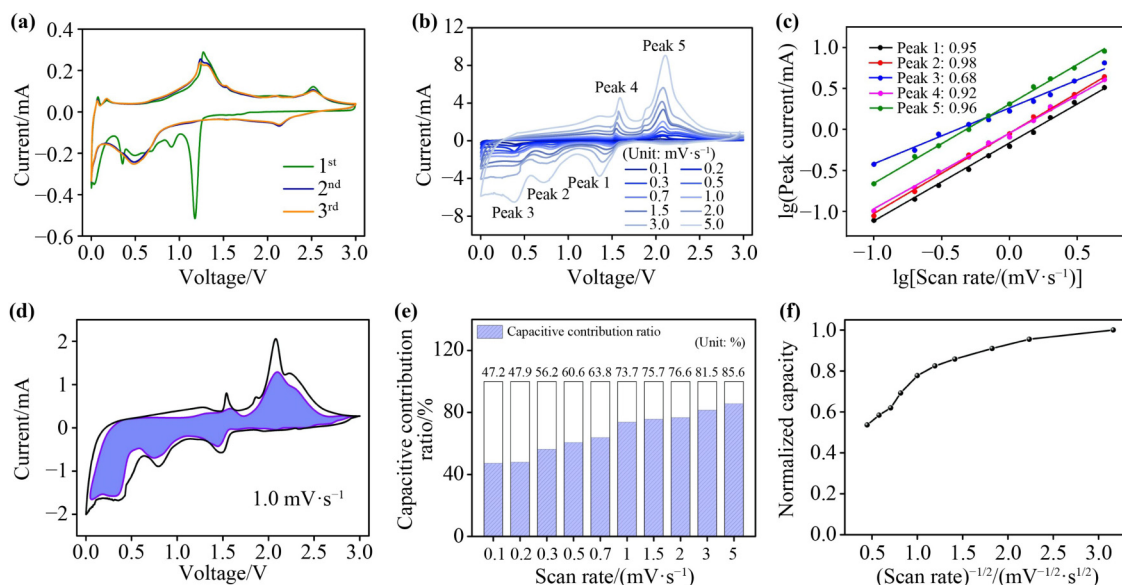 (a)
Current/mA
0.4
0.2
0.0
−0.2
−0.4
−0.6
1st
2nd
3rd
0.0 0.5 1.0 1.5 2.0 2.5 3.0
Voltage/V
(b)
Current/mA
12
8
4
0
−4
−8
Peak 5
Peak 4
Peak 1
Peak 2
Peak 3
(Unit: mV·s−1)
0.1 0.2
0.3 0.5
0.7 1.0
1.5 2.0
3.0 5.0
0.0 0.5 1.0 1.5 2.0 2.5 3.0
Voltage/V
(c)
lg(Peak current/mA)
1.0
0.0
−1.0
Peak 1: 0.95
Peak 2: 0.98
Peak 3: 0.68
Peak 4: 0.92
Peak 5: 0.96
−1.0 −0.5 0.0 0.5
lg[Scan rate/(mV·s−1)]
(d)
Current/mA
2
1
0
−1
−2
1.0 mV·s−1
0.0 0.5 1.0 1.5 2.0 2.5 3.0
Voltage/V
(e)
Capacitive contribution
ratio/%
120
80
40
0
Capacitive contribution ratio
(Unit: %)
47.2 47.9 56.2 60.6 63.8 73.7 75.7 76.6 81.5 85.6
0.1 0.2 0.3 0.5 0.7 1 1.5 2 3 5
Scan rate/(mV·s−1)
(f)
Normalized capacity
1.0
0.8
0.6
0.4
0.2
0.0
0.5 1.0 1.5 2.0 2.5 3.0
(Scan rate)−1/2/(mV−1/2·s1/2)